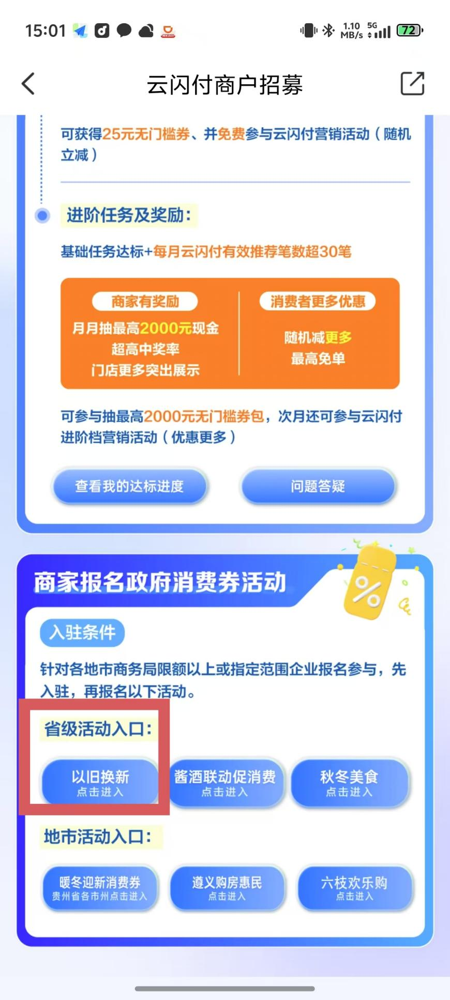 15:01
1.10 MB/s
5G
72
云闪付商户招募
可获得25元无门槛券、并免费参与云闪付营销活动（随机
立减）
进阶任务及奖励：
基础任务达标+每月云闪付有效推荐笔数超30笔
商家有奖励
月月抽最高2000元现金
超高中奖率
门店更多突出展示
消费者更多优惠
随机减更多
最高免单
可参与抽最高2000元无门槛券包，次月还可参与云闪付
进阶档营销活动（优惠更多）
查看我的达标进度
问题答疑
商家报名政府消费券活动
%
入驻条件
针对各地市商务局限额以上或指定范围企业报名参与，先
入驻，再报名以下活动。
省级活动入口：
以旧换新
点击进入
酱酒联动促消费
点击进入
秋冬美食
点击进入
地市活动入口：
暖冬迎新消费券
贵州省各市州点击进入
遵义购房惠民
点击进入
六枝欢乐购
点击进入